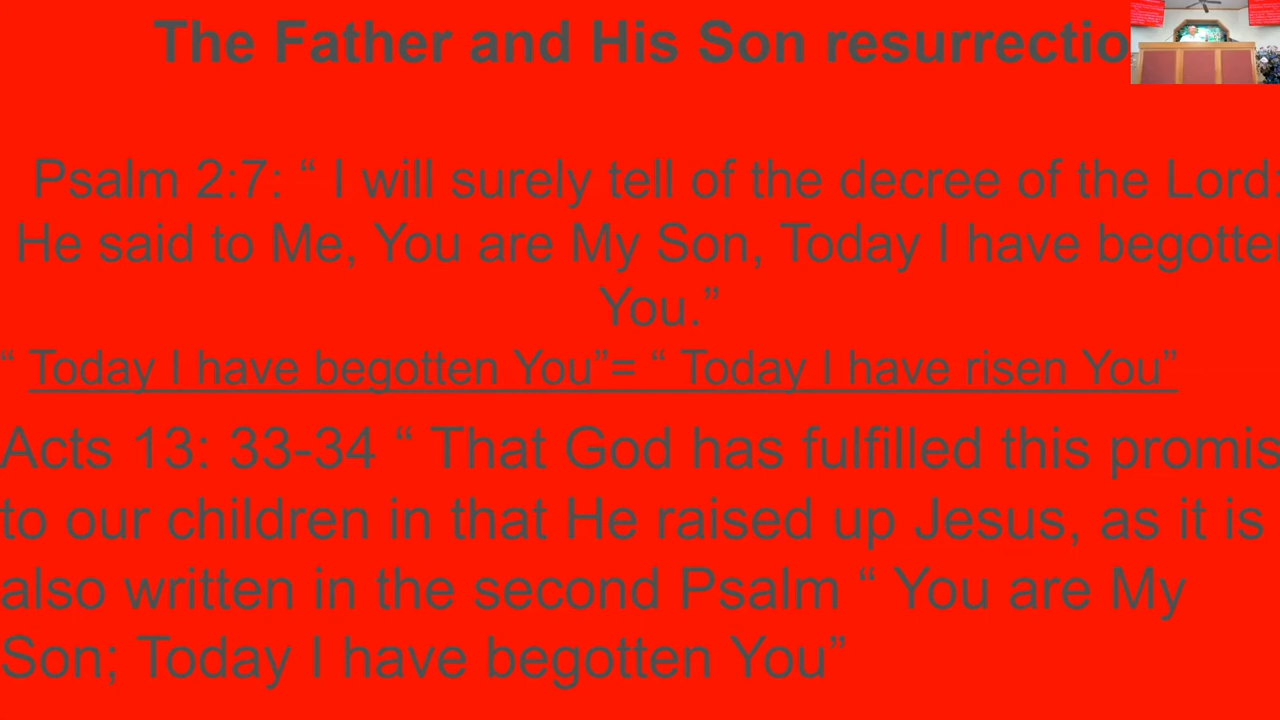 The Father and His Son resurrectio
Psalm 2:7: “ I will surely tell of the decree of the Lord:
He said to Me, You are My Son, Today I have begotten
You.”
“ Today I have begotten You”= “ Today I have risen You”
Acts 13: 33-34 “ That God has fulfilled this promis
to our children in that He raised up Jesus, as it is
also written in the second Psalm “ You are My
Son; Today I have begotten You”